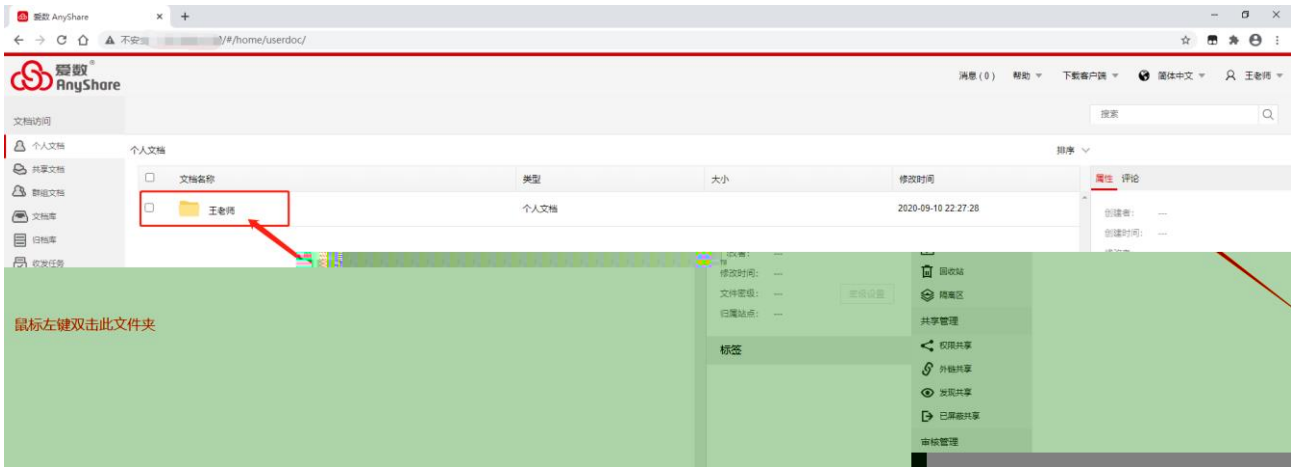 爱数 AnyShare
/#/home/userdoc/
爱数®
AnyShare
消息(0) 帮助 下载客户端 简体中文 王老师
文档访问
搜索
个人文档
个人文档
排序
共享文档
文档名称 类型 大小 修改时间
属性 评论
群组文档
王老师 个人文档 2020-09-10 22:27:28
文档库
创建者: ---
归档库
创建时间: ---
收发任务
修改时间: ---
回收站
文件密级: ---
隔离区
归属站点: ---
共享管理
鼠标左键双击此文件夹
标签
权限共享
外链共享
发现共享
已屏蔽共享
审核管理